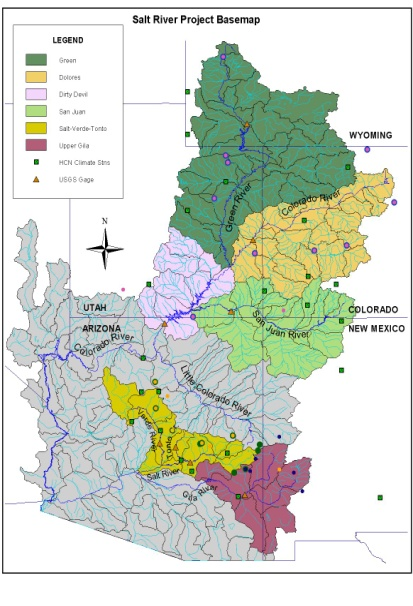 Salt River Project Basemap
LEGEND
Green
Dolores
Dirty Devil
San Juan
Salt-Verde-Tonto
Upper Gila
HCN Climate Stns
USGS Gage
N
WYOMING
Green River
Colorado River
UTAH
COLORADO
ARIZONA
NEW MEXICO
Colorado River
San Juan River
Little Colorado River
Verde River
Tonto
Salt River
Gila River